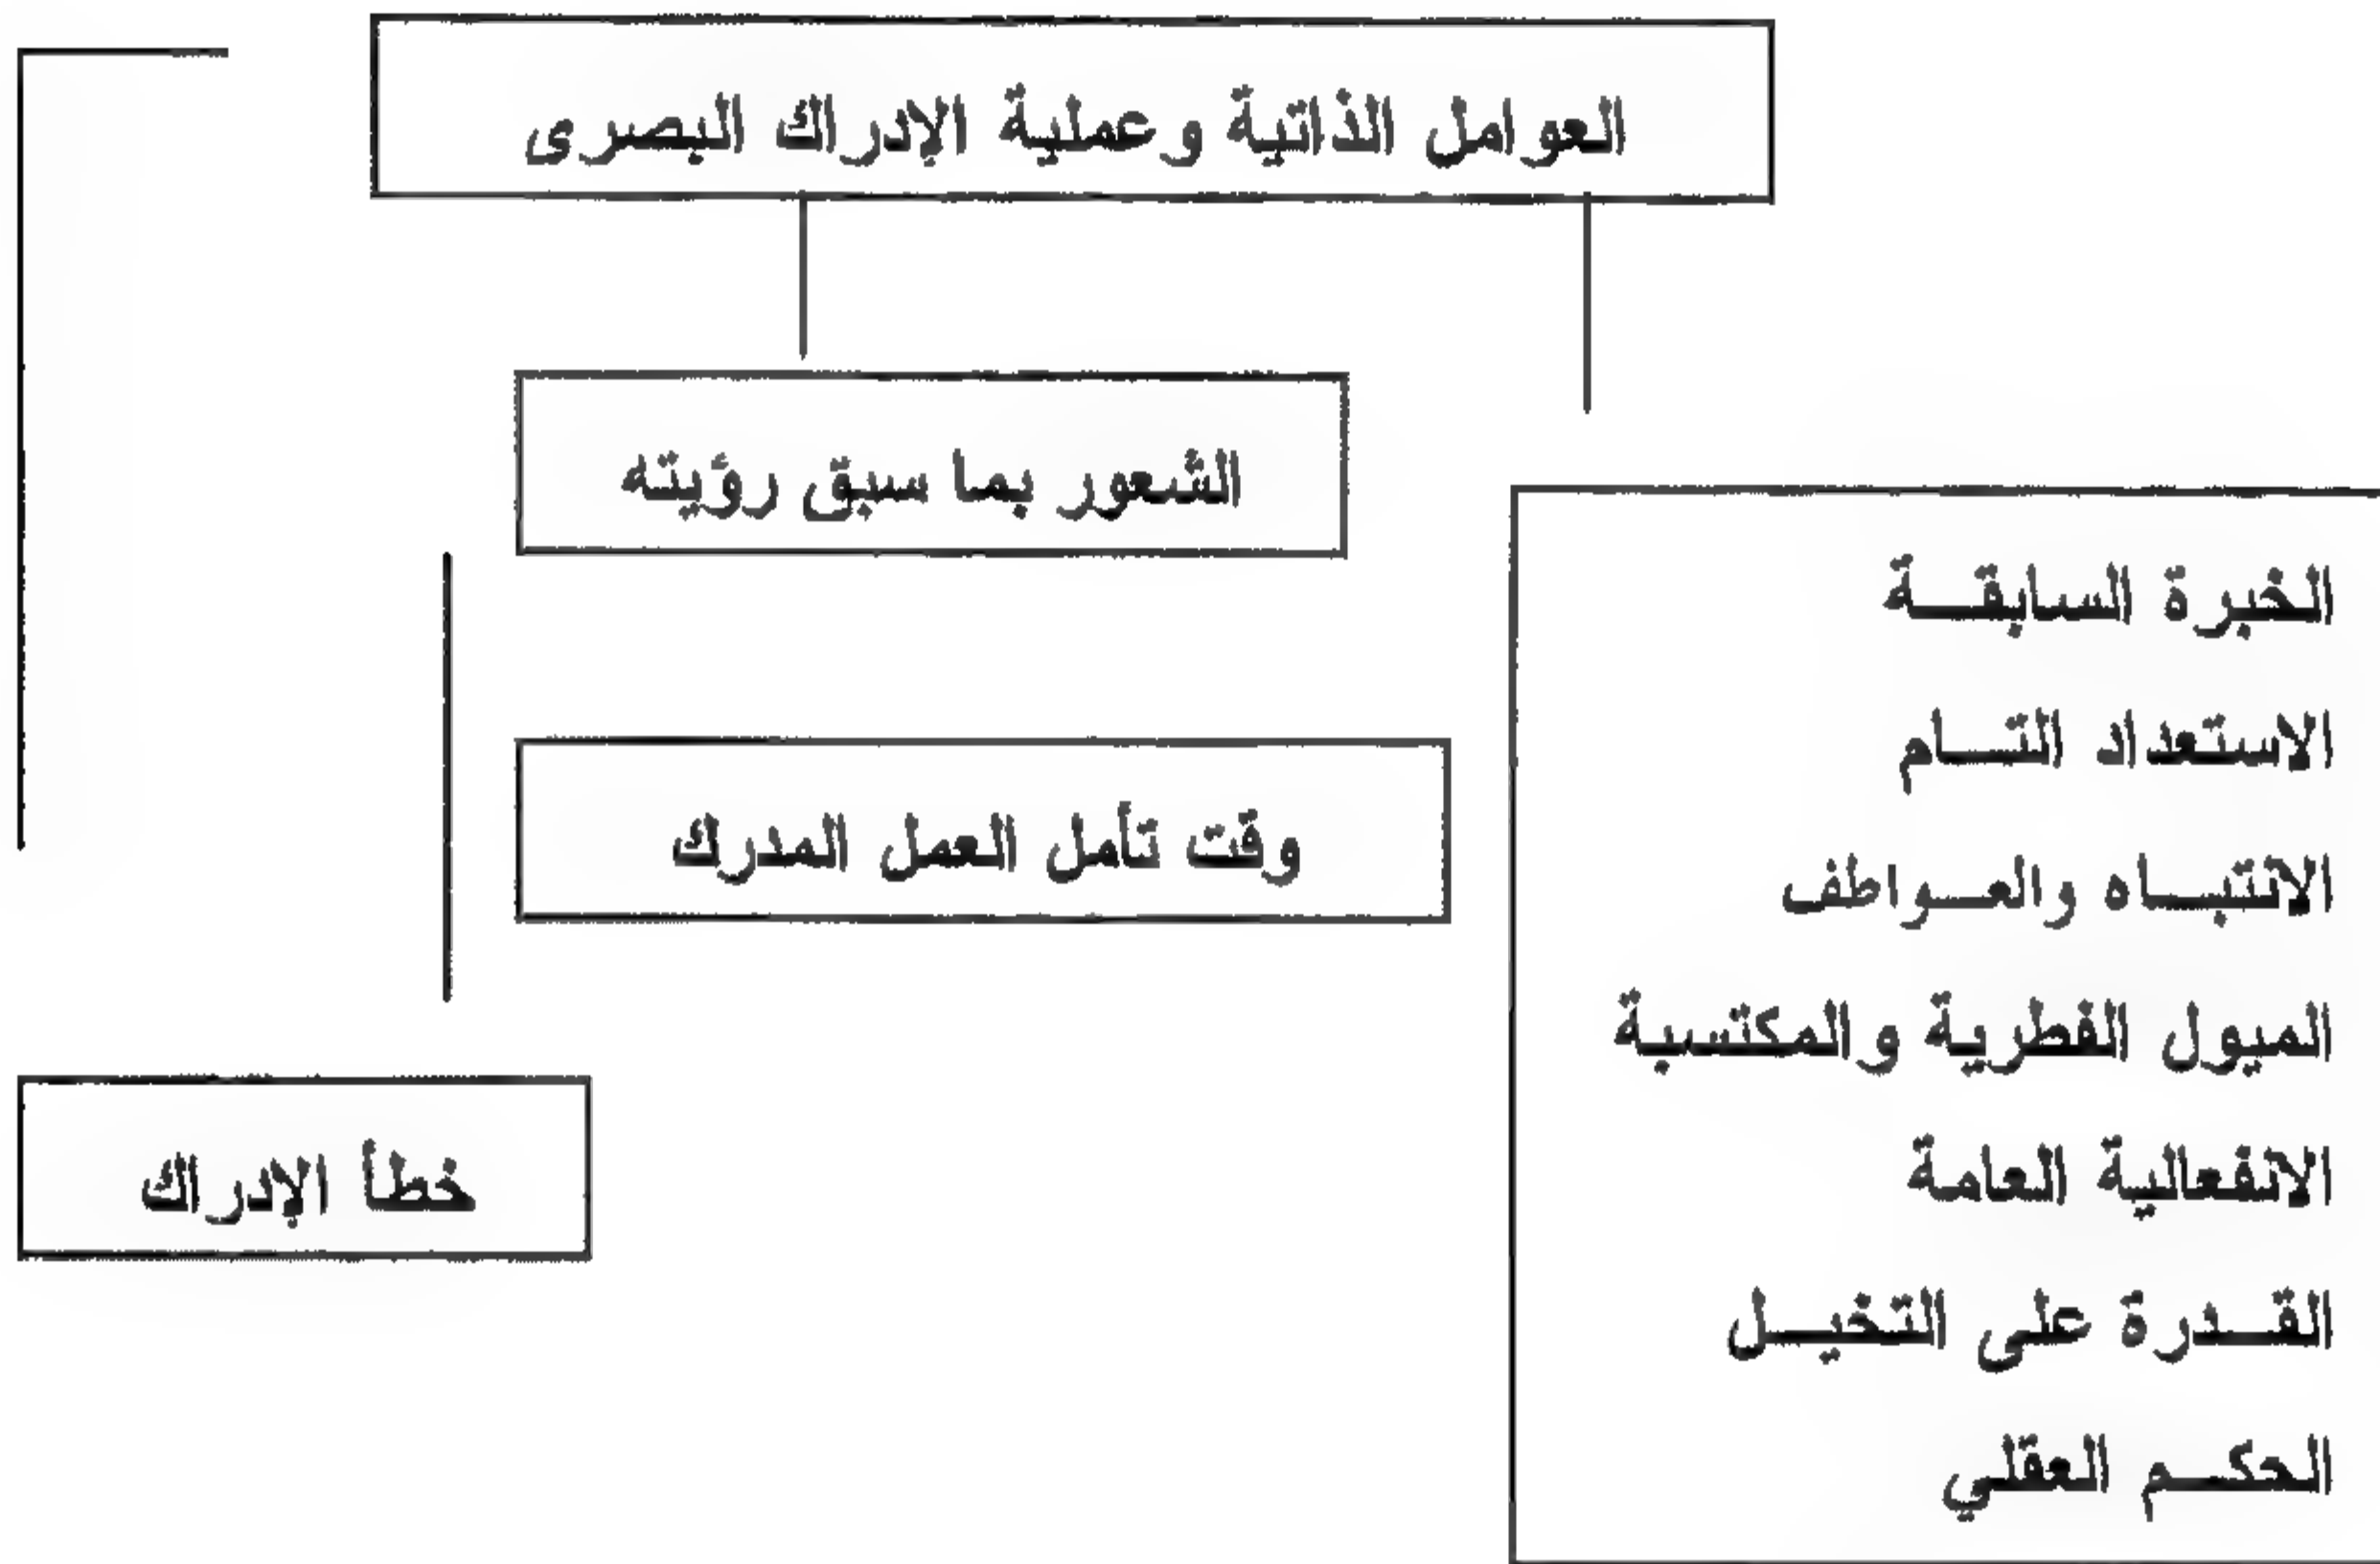 العوامل الذاتية وعملية الإدراك البصرى
الشعور بما سبق رؤيته
الخبرة السابقة
الاستعداد التام
وقت تأمل العمل المدرك
الانتباه والعواطف
الميول الفطرية والمكتسبة
الانفعالية العامة
خطأ الإدراك
القدرة على التخيل
الحكم العقلي